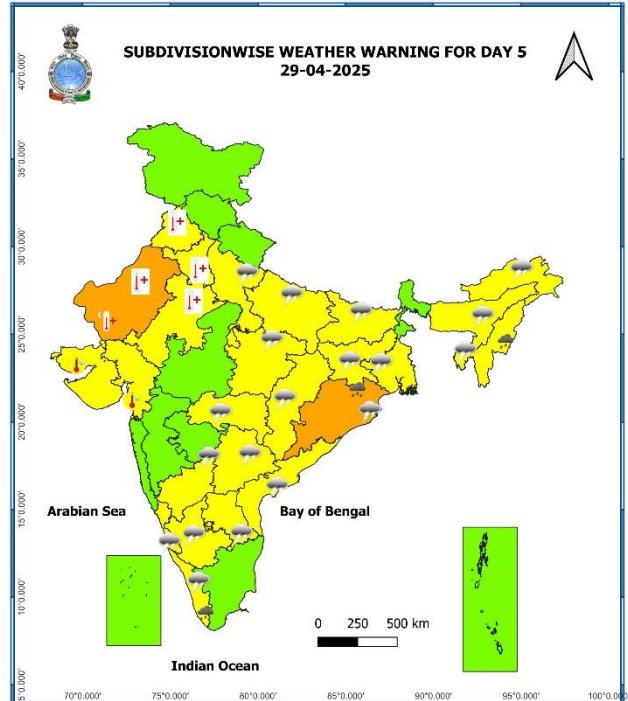 SUBDIVISIONWISE WEATHER WARNING FOR DAY 5
29-04-2025
40°0.000'
35°0.000'
30°0.000'
25°0.000'
20°0.000'
15°0.000'
10°0.000'
5°0.000'
Arabian Sea
Bay of Bengal
0 250 500 km
Indian Ocean
70°0.000' 75°0.000' 80°0.000' 85°0.000' 90°0.000' 95°0.000' 100°0.000'